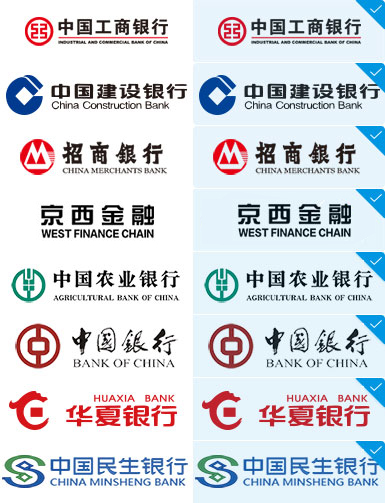 中国工商银行
INDUSTRIAL AND COMMERCIAL BANK OF CHINA
中国工商银行
INDUSTRIAL AND COMMERCIAL BANK OF CHINA
中国建设银行
China Construction Bank
中国建设银行
China Construction Bank
招商银行
CHINA MERCHANTS BANK
招商银行
CHINA MERCHANTS BANK
京西金融
WEST FINANCE CHAIN
京西金融
WEST FINANCE CHAIN
中国农业银行
AGRICULTURAL BANK OF CHINA
中国农业银行
AGRICULTURAL BANK OF CHINA
中國銀行
BANK OF CHINA
中國銀行
BANK OF CHINA
HUAXIA BANK
华夏银行
HUAXIA BANK
华夏银行
中国民生银行
CHINA MINSHENG BANK
中国民生银行
CHINA MINSHENG BANK